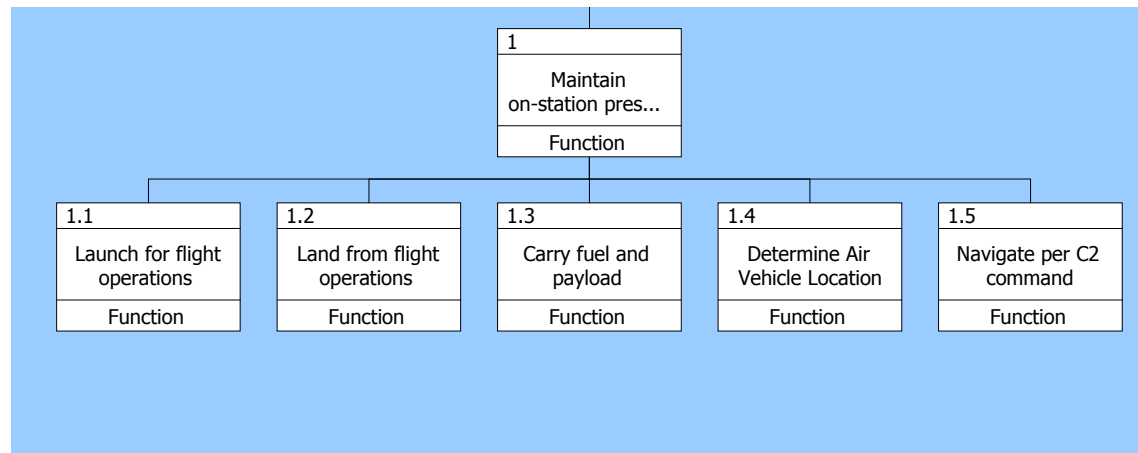 1
Maintain
on-station pres...
Function
1.1
Launch for flight
operations
Function
1.2
Land from flight
operations
Function
1.3
Carry fuel and
payload
Function
1.4
Determine Air
Vehicle Location
Function
1.5
Navigate per C2
command
Function